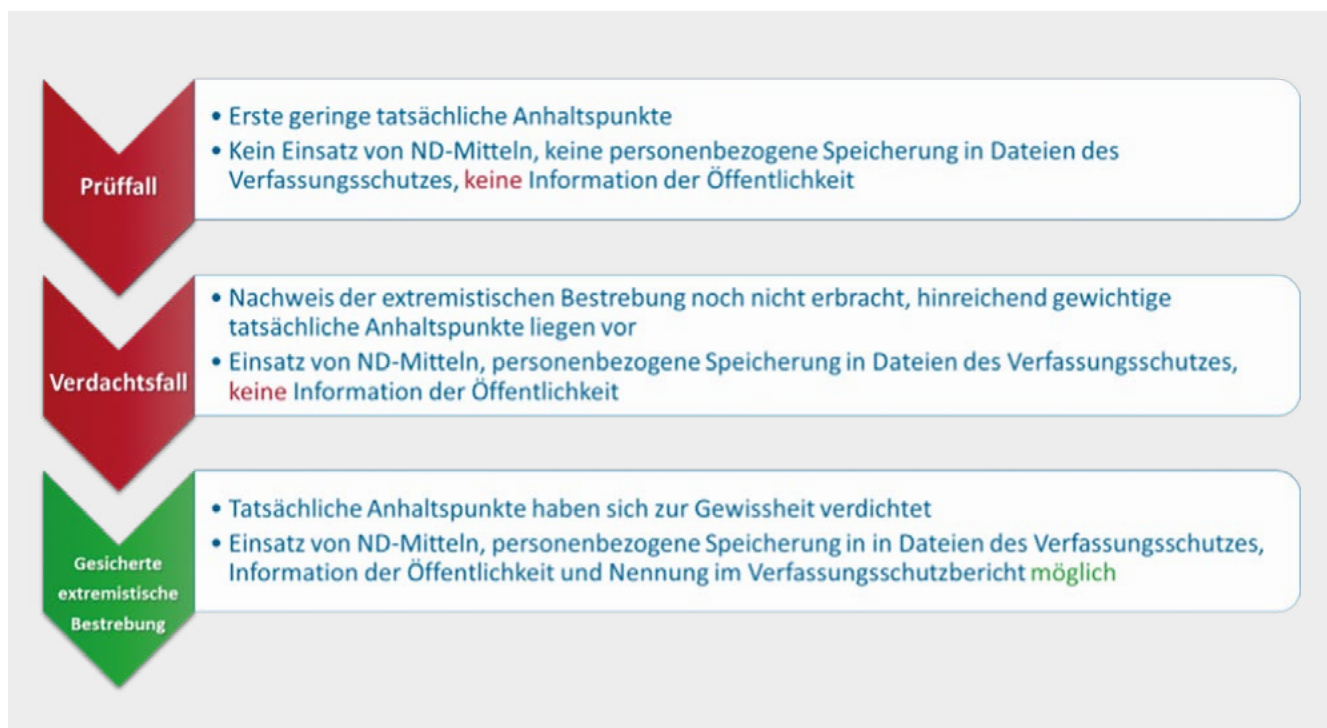 Prüffall
• Erste geringe tatsächliche Anhaltspunkte
• Kein Einsatz von ND-Mitteln, keine personenbezogene Speicherung in Dateien des
Verfassungsschutzes, keine Information der Öffentlichkeit
Verdachtsfall
• Nachweis der extremistischen Bestrebung noch nicht erbracht, hinreichend gewichtige
tatsächliche Anhaltspunkte liegen vor
• Einsatz von ND-Mitteln, personenbezogene Speicherung in Dateien des Verfassungsschutzes,
keine Information der Öffentlichkeit
Gesicherte
extremistische
Bestrebung
• Tatsächliche Anhaltspunkte haben sich zur Gewissheit verdichtet
• Einsatz von ND-Mitteln, personenbezogene Speicherung in in Dateien des Verfassungsschutzes,
Information der Öffentlichkeit und Nennung im Verfassungsschutzbericht möglich